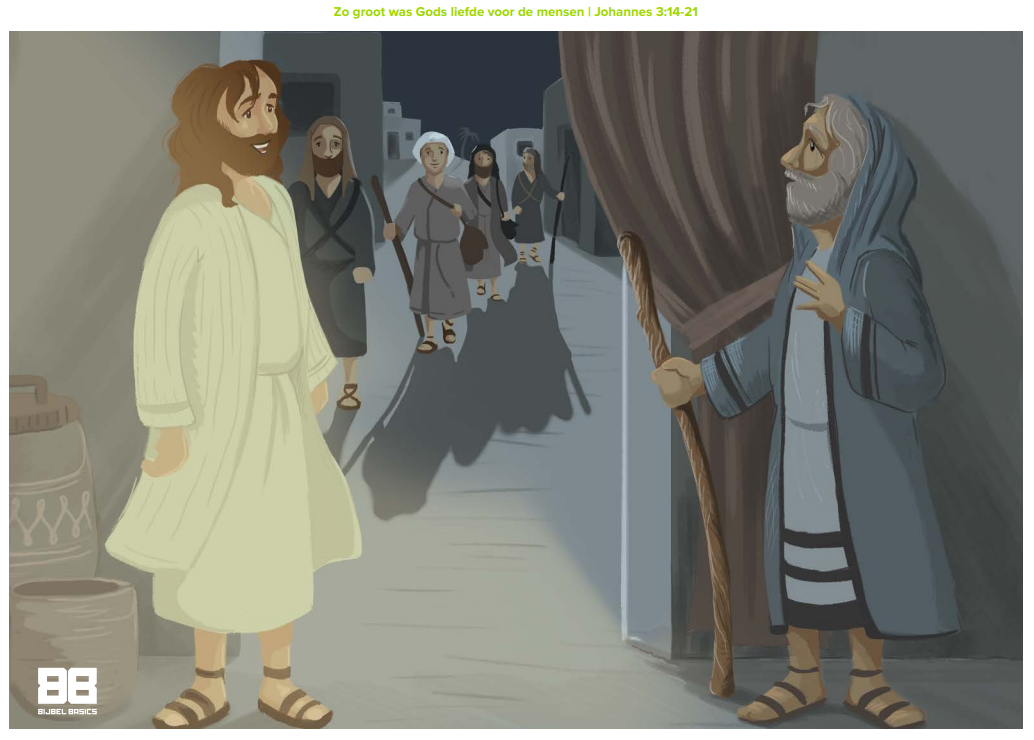 Zo groot was Gods liefde voor de mensen | Johannes 3:14-21
BB
BIJBEL BASICS